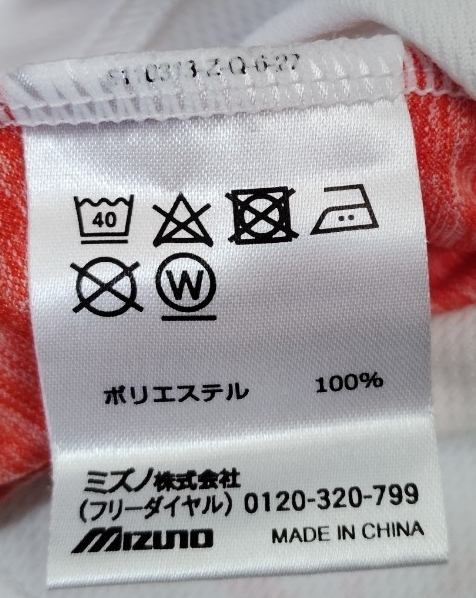 40
W
ポリエステル 100%
ミズノ株式会社
(フリーダイヤル) 0120-320-799
MIZUNO MADE IN CHINA